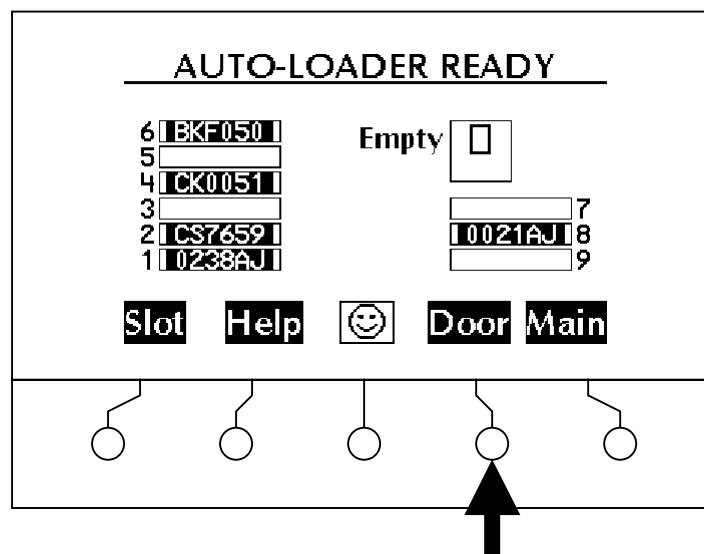 AUTO-LOADER READY
6 BKF050
5
4 CK0051
3
2 CS7659
1 0238AJ
Empty
7
0021AJ 8
9
Slot Help Door Main